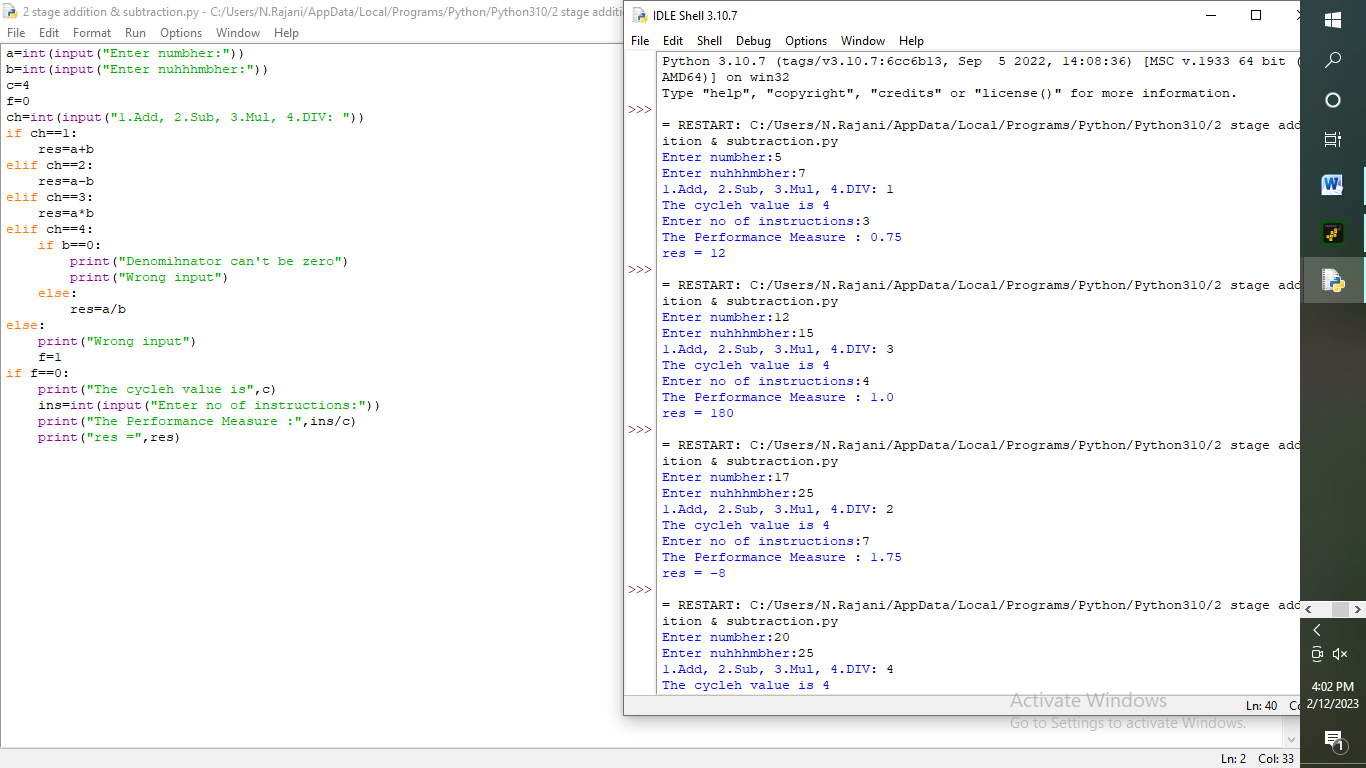 2 stage addition & subtraction.py - C:/Users/N.Rajani/AppData/Local/Programs/Python/Python310/2 stage additi
File Edit Format Run Options Window Help
a=int(input("Enter numbher:"))
b=int(input("Enter nuhhhmbher:"))
c=4
f=0
ch=int(input("1.Add, 2.Sub, 3.Mul, 4.DIV: "))
if ch==1:
    res=a+b
elif ch==2:
    res=a-b
elif ch==3:
    res=a*b
elif ch==4:
    if b==0:
        print("Denomihnator can't be zero")
        print("Wrong input")
    else:
        res=a/b
else:
    print("Wrong input")
    f=1
if f==0:
    print("The cycleh value is",c)
    ins=int(input("Enter no of instructions:"))
    print("The Performance Measure :",ins/c)
    print("res =",res)
Ln: 2 Col: 33
IDLE Shell 3.10.7
File Edit Shell Debug Options Window Help
Python 3.10.7 (tags/v3.10.7:6cc6b13, Sep  5 2022, 14:08:36) [MSC v.1933 64 bit (
AMD64)] on win32
Type "help", "copyright", "credits" or "license()" for more information.
>>>
= RESTART: C:/Users/N.Rajani/AppData/Local/Programs/Python/Python310/2 stage add
ition & subtraction.py
Enter numbher:5
Enter nuhhhmbher:7
1.Add, 2.Sub, 3.Mul, 4.DIV: 1
The cycleh value is 4
Enter no of instructions:3
The Performance Measure : 0.75
res = 12
>>>
= RESTART: C:/Users/N.Rajani/AppData/Local/Programs/Python/Python310/2 stage add
ition & subtraction.py
Enter numbher:12
Enter nuhhhmbher:15
1.Add, 2.Sub, 3.Mul, 4.DIV: 3
The cycleh value is 4
Enter no of instructions:4
The Performance Measure : 1.0
res = 180
>>>
= RESTART: C:/Users/N.Rajani/AppData/Local/Programs/Python/Python310/2 stage add
ition & subtraction.py
Enter numbher:17
Enter nuhhhmbher:25
1.Add, 2.Sub, 3.Mul, 4.DIV: 2
The cycleh value is 4
Enter no of instructions:7
The Performance Measure : 1.75
res = -8
>>>
= RESTART: C:/Users/N.Rajani/AppData/Local/Programs/Python/Python310/2 stage add
ition & subtraction.py
Enter numbher:20
Enter nuhhhmbher:25
1.Add, 2.Sub, 3.Mul, 4.DIV: 4
The cycleh value is 4
Ln: 40 Co
Activate Windows
Go to Settings to activate Windows.
W
4:02 PM
2/12/2023
1